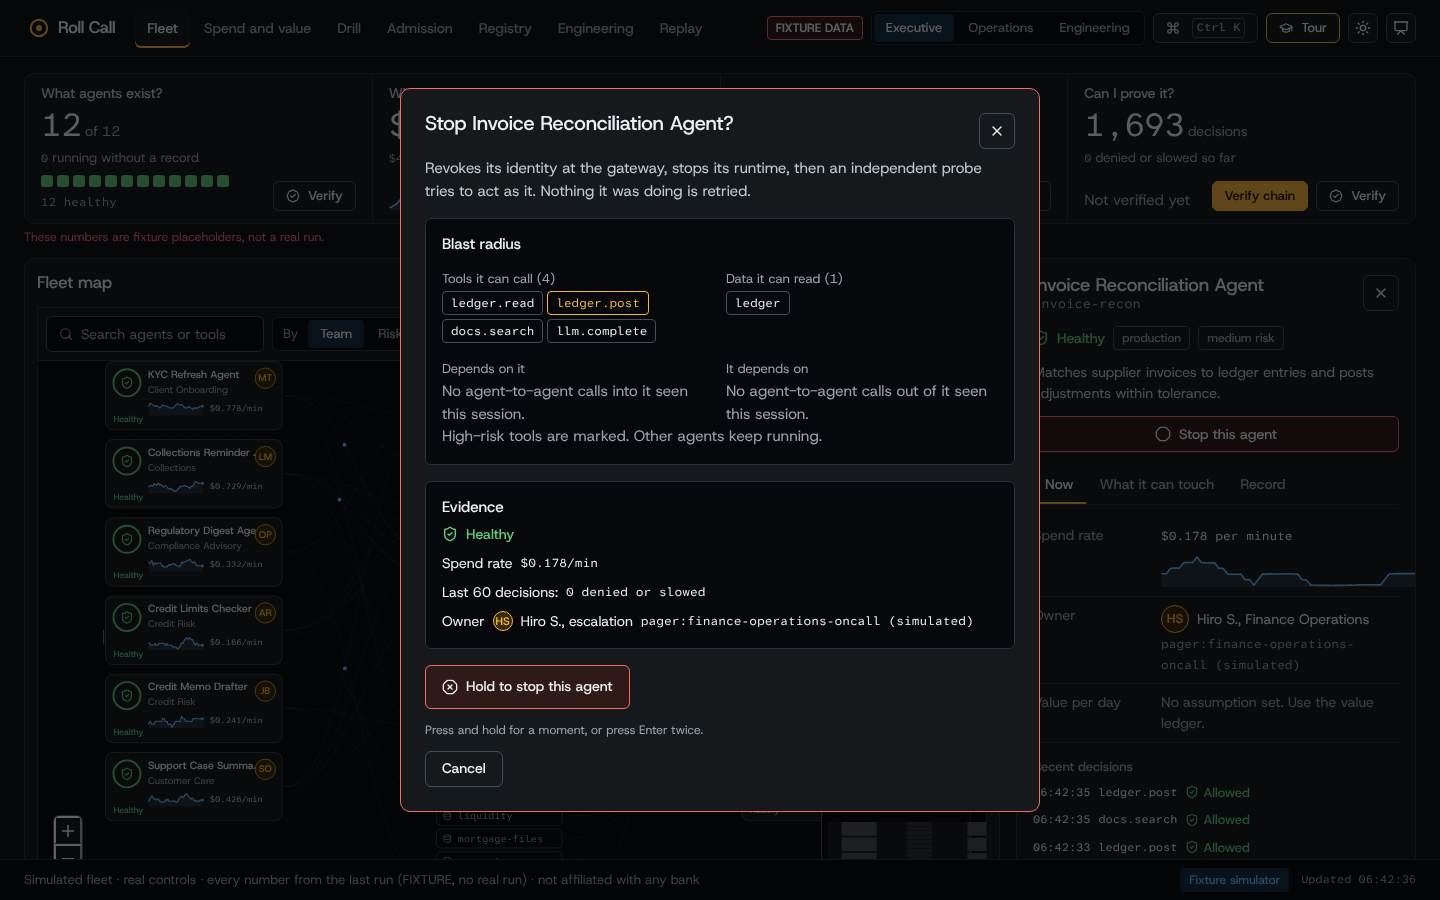 Roll Call
Fleet
Spend and value
Drill
Admission
Registry
Engineering
Replay
FIXTURE DATA
Executive
Operations
Engineering
⌘ Ctrl K
Tour
What agents exist?
12 of 12
0 running without a record
12 healthy
Verify
Can I prove it?
1,693 decisions
0 denied or slowed so far
Not verified yet
Verify chain
Verify
These numbers are fixture placeholders, not a real run.
Fleet map
Search agents or tools
By
Team
Risk
KYC Refresh Agent
MT
Client Onboarding
$0.778/min
Healthy
Collections Reminder
LM
Collections
$0.729/min
Healthy
Regulatory Digest Age
OP
Compliance Advisory
$0.332/min
Healthy
Credit Limits Checker
AR
Credit Risk
$0.166/min
Healthy
Credit Memo Drafter
JB
Credit Risk
$0.241/min
Healthy
Support Case Summa
SO
Customer Care
$0.426/min
Healthy
liquidity
mortgage-files
Stop Invoice Reconciliation Agent?
Revokes its identity at the gateway, stops its runtime, then an independent probe
tries to act as it. Nothing it was doing is retried.
Blast radius
Tools it can call (4)
ledger.read
ledger.post
docs.search
llm.complete
Data it can read (1)
ledger
Depends on it
No agent-to-agent calls into it seen
this session.
It depends on
No agent-to-agent calls out of it seen
this session.
High-risk tools are marked. Other agents keep running.
Evidence
Healthy
Spend rate $0.178/min
Last 60 decisions: 0 denied or slowed
Owner HS Hiro S., escalation pager:finance-operations-oncall (simulated)
Hold to stop this agent
Press and hold for a moment, or press Enter twice.
Cancel
nvoice Reconciliation Agent
nvoice-recon
Healthy
production
medium risk
Matches supplier invoices to ledger entries and posts
adjustments within tolerance.
Stop this agent
Now
What it can touch
Record
Spend rate
$0.178 per minute
Owner
HS Hiro S., Finance Operations
pager:finance-operations-
oncall (simulated)
Value per day
No assumption set. Use the value
ledger.
Recent decisions
06:42:35 ledger.post Allowed
06:42:35 docs.search Allowed
06:42:33 ledger.post Allowed
Simulated fleet · real controls · every number from the last run (FIXTURE, no real run) · not affiliated with any bank
Fixture simulator
Updated 06:42:36